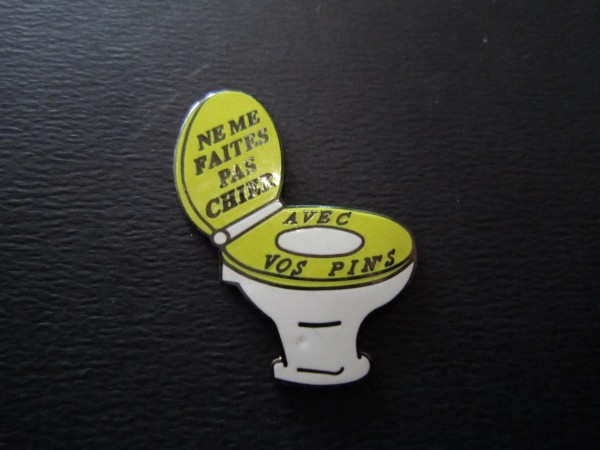 NE ME
FAITES
PAS
CHIER
AVEC
VOS PIN'S